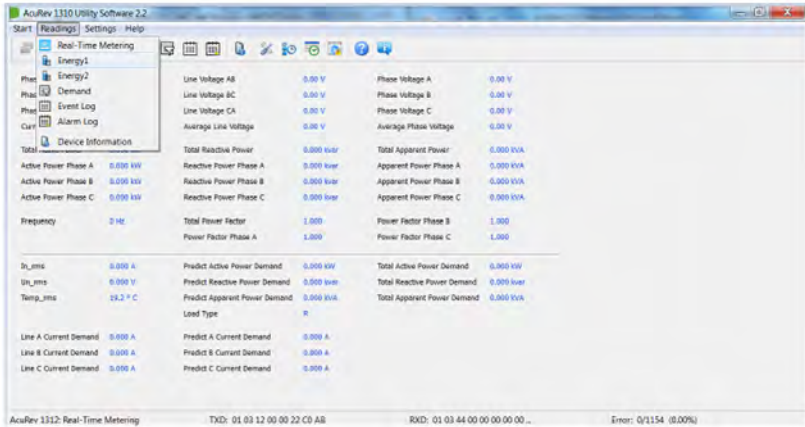 AcuRev 1310 Utility Software 2.2
Start Readings Settings Help
Real-Time Metering
Energy1
Energy2
Demand
Event Log
Alarm Log
Device Information
Line Voltage AB 0.00 V Phase Voltage A 0.00 V
Line Voltage BC 0.00 V Phase Voltage B 0.00 V
Line Voltage CA 0.00 V Phase Voltage C 0.00 V
Average Line Voltage 0.00 V Average Phase Voltage 0.00 V
Total Reactive Power 0.000 kvar Total Apparent Power 0.000 kVA
Active Power Phase A 0.000 kW Reactive Power Phase A 0.000 kvar Apparent Power Phase A 0.000 kVA
Active Power Phase B 0.000 kW Reactive Power Phase B 0.000 kvar Apparent Power Phase B 0.000 kVA
Active Power Phase C 0.000 kW Reactive Power Phase C 0.000 kvar Apparent Power Phase C 0.000 kVA
Frequency 0 Hz Total Power Factor 1.000 Power Factor Phase B 1.000
Power Factor Phase A 1.000 Power Factor Phase C 1.000
In_rms 0.000 A Predict Active Power Demand 0.000 kW Total Active Power Demand 0.000 kW
Un_rms 0.000 V Predict Reactive Power Demand 0.000 kvar Total Reactive Power Demand 0.000 kvar
Temp_rms 19.2 ° C Predict Apparent Power Demand 0.000 kVA Total Apparent Power Demand 0.000 kVA
Load Type R
Line A Current Demand 0.000 A Predict A Current Demand 0.000 A
Line B Current Demand 0.000 A Predict B Current Demand 0.000 A
Line C Current Demand 0.000 A Predict C Current Demand 0.000 A
AcuRev 1312: Real-Time Metering TXD: 01 03 12 00 00 22 C0 AB RXD: 01 03 44 00 00 00 00 00 ... Error: 0/1154 (0.00%)